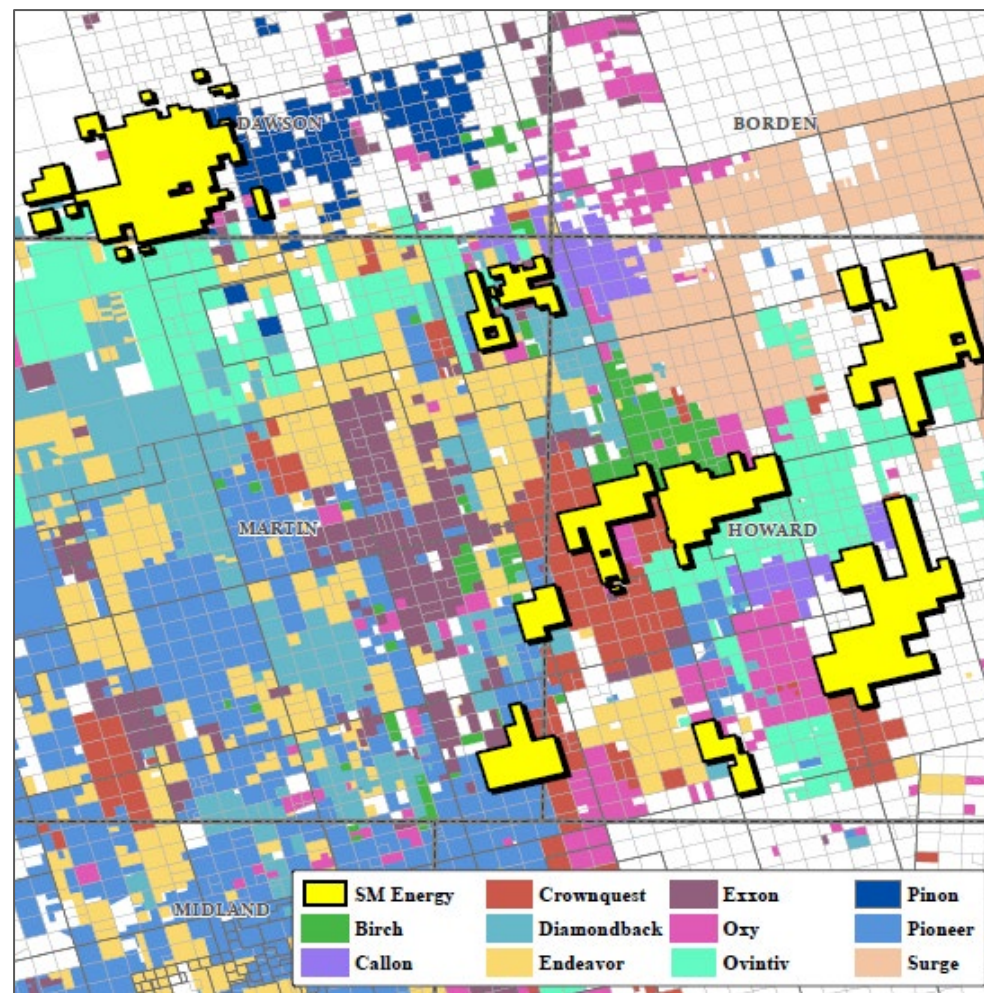 DAWSON
BORDEN
MARTIN
HOWARD
MIDLAND
SM Energy Crownquest Exxon Pinon
Birch Diamondback Oxy Pioneer
Callon Endeavor Ovintiv Surge